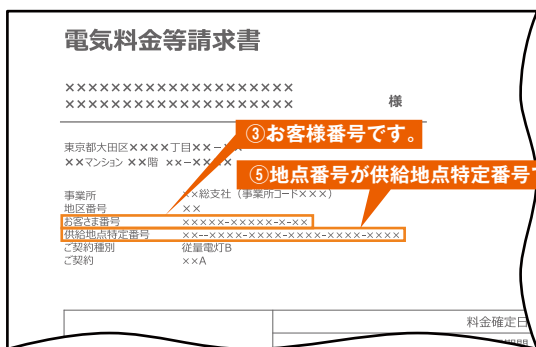 電気料金等請求書
×××××××××××××××××××
×××××××××××××××××××　様
東京都大田区××××丁目××-
××マンション ××階 ××-××
③お客様番号です。
⑤地点番号が供給地点特定番号
事業所　××総支社（事業所コード×××）
地区番号　××
お客さま番号　×××××-×××××-×-××
供給地点特定番号　××--××××-××××-××××-××××-××××
ご契約種別　従量電灯B
ご契約　××A
料金確定日